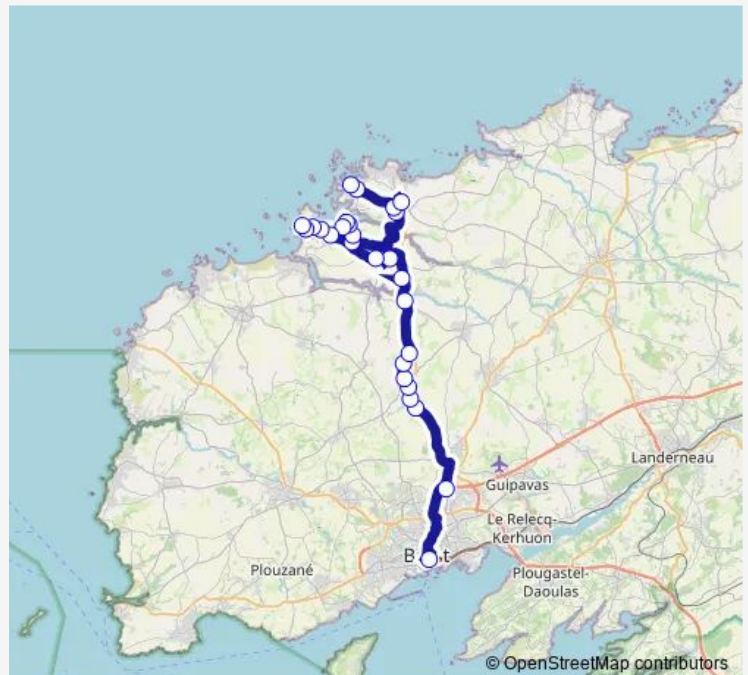 Landerneau
Guipavas
Le Relecq-
Kerhuon
Plouzané
Plougastel-
Daoulas
© OpenStreetMap contributors